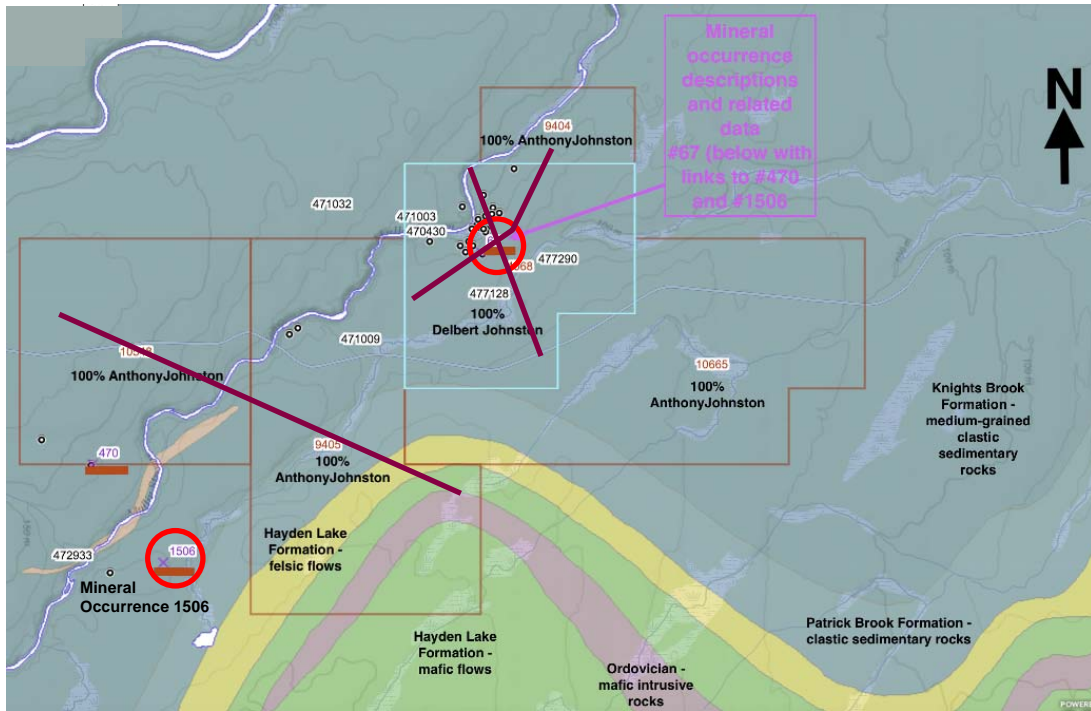 Mineral
occurrence
descriptions
and related
data
#67 (below with
links to #470
and #1506
N
9404
100% AnthonyJohnston
471032
471003
470430
477290
477128
100%
Delbert Johnston
471009
100% AnthonyJohnston
10665
100%
AnthonyJohnston
9405
100%
AnthonyJohnston
470
Knights Brook
Formation -
medium-grained
clastic
sedimentary
rocks
Hayden Lake
Formation -
felsic flows
472933
1506
Mineral
Occurrence 1506
Hayden Lake
Formation -
mafic flows
Patrick Brook Formation -
clastic sedimentary rocks
Ordovician -
mafic intrusive
rocks
POWERE